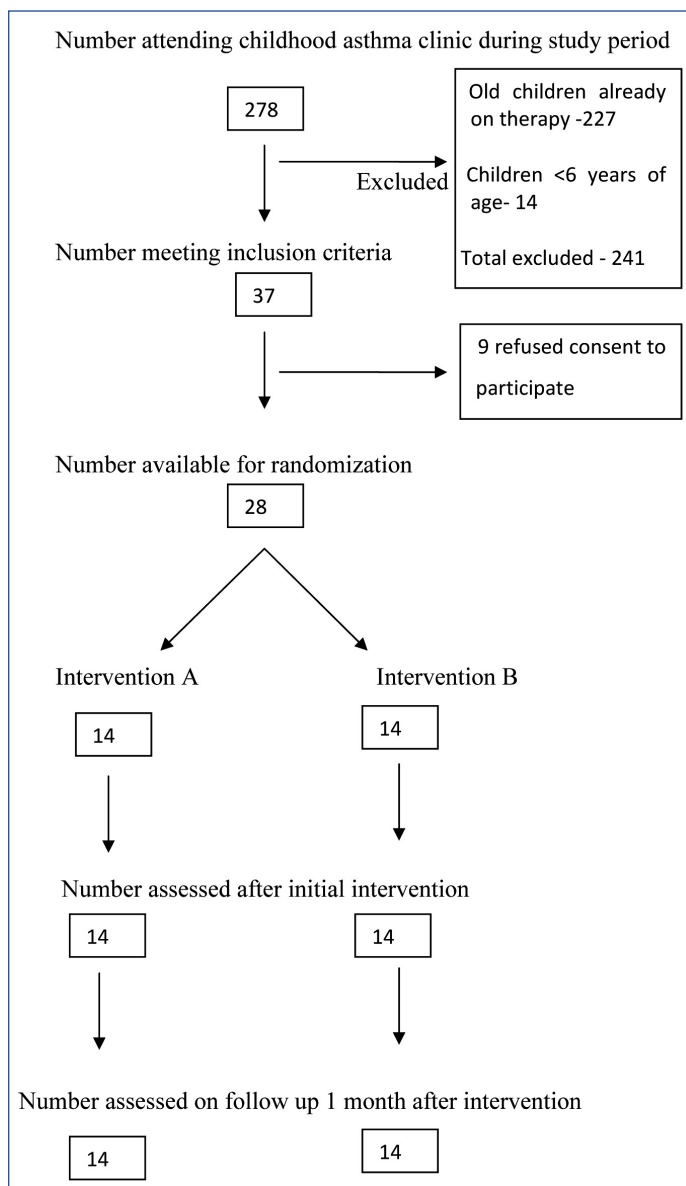 Number attending childhood asthma clinic during study period
278
Old children already
on therapy -227
Children <6 years of
age- 14
Total excluded - 241
Excluded
Number meeting inclusion criteria
37
9 refused consent to
participate
Number available for randomization
28
Intervention A
Intervention B
14
14
Number assessed after initial intervention
14
14
Number assessed on follow up 1 month after intervention
14
14